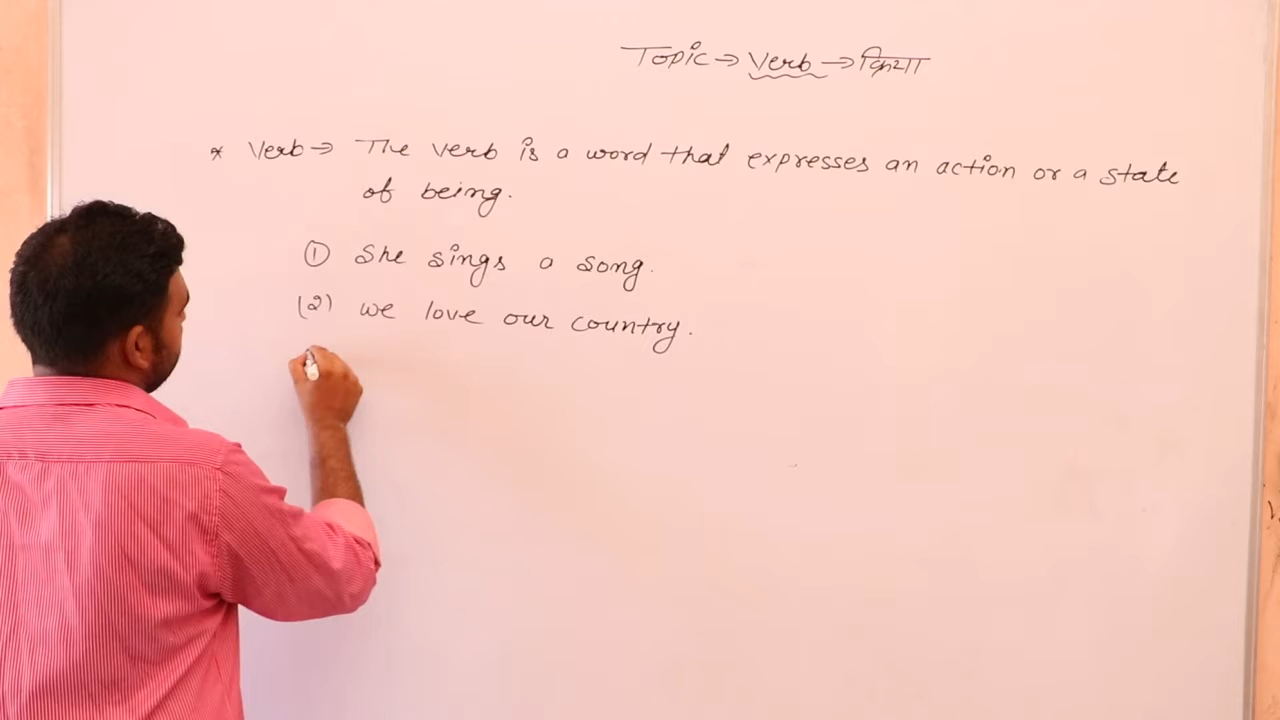 Topic → Verb → क्रिया
* Verb → The verb is a word that expresses an action or a state
of being.
① She sings a song.
(2) we love our country.